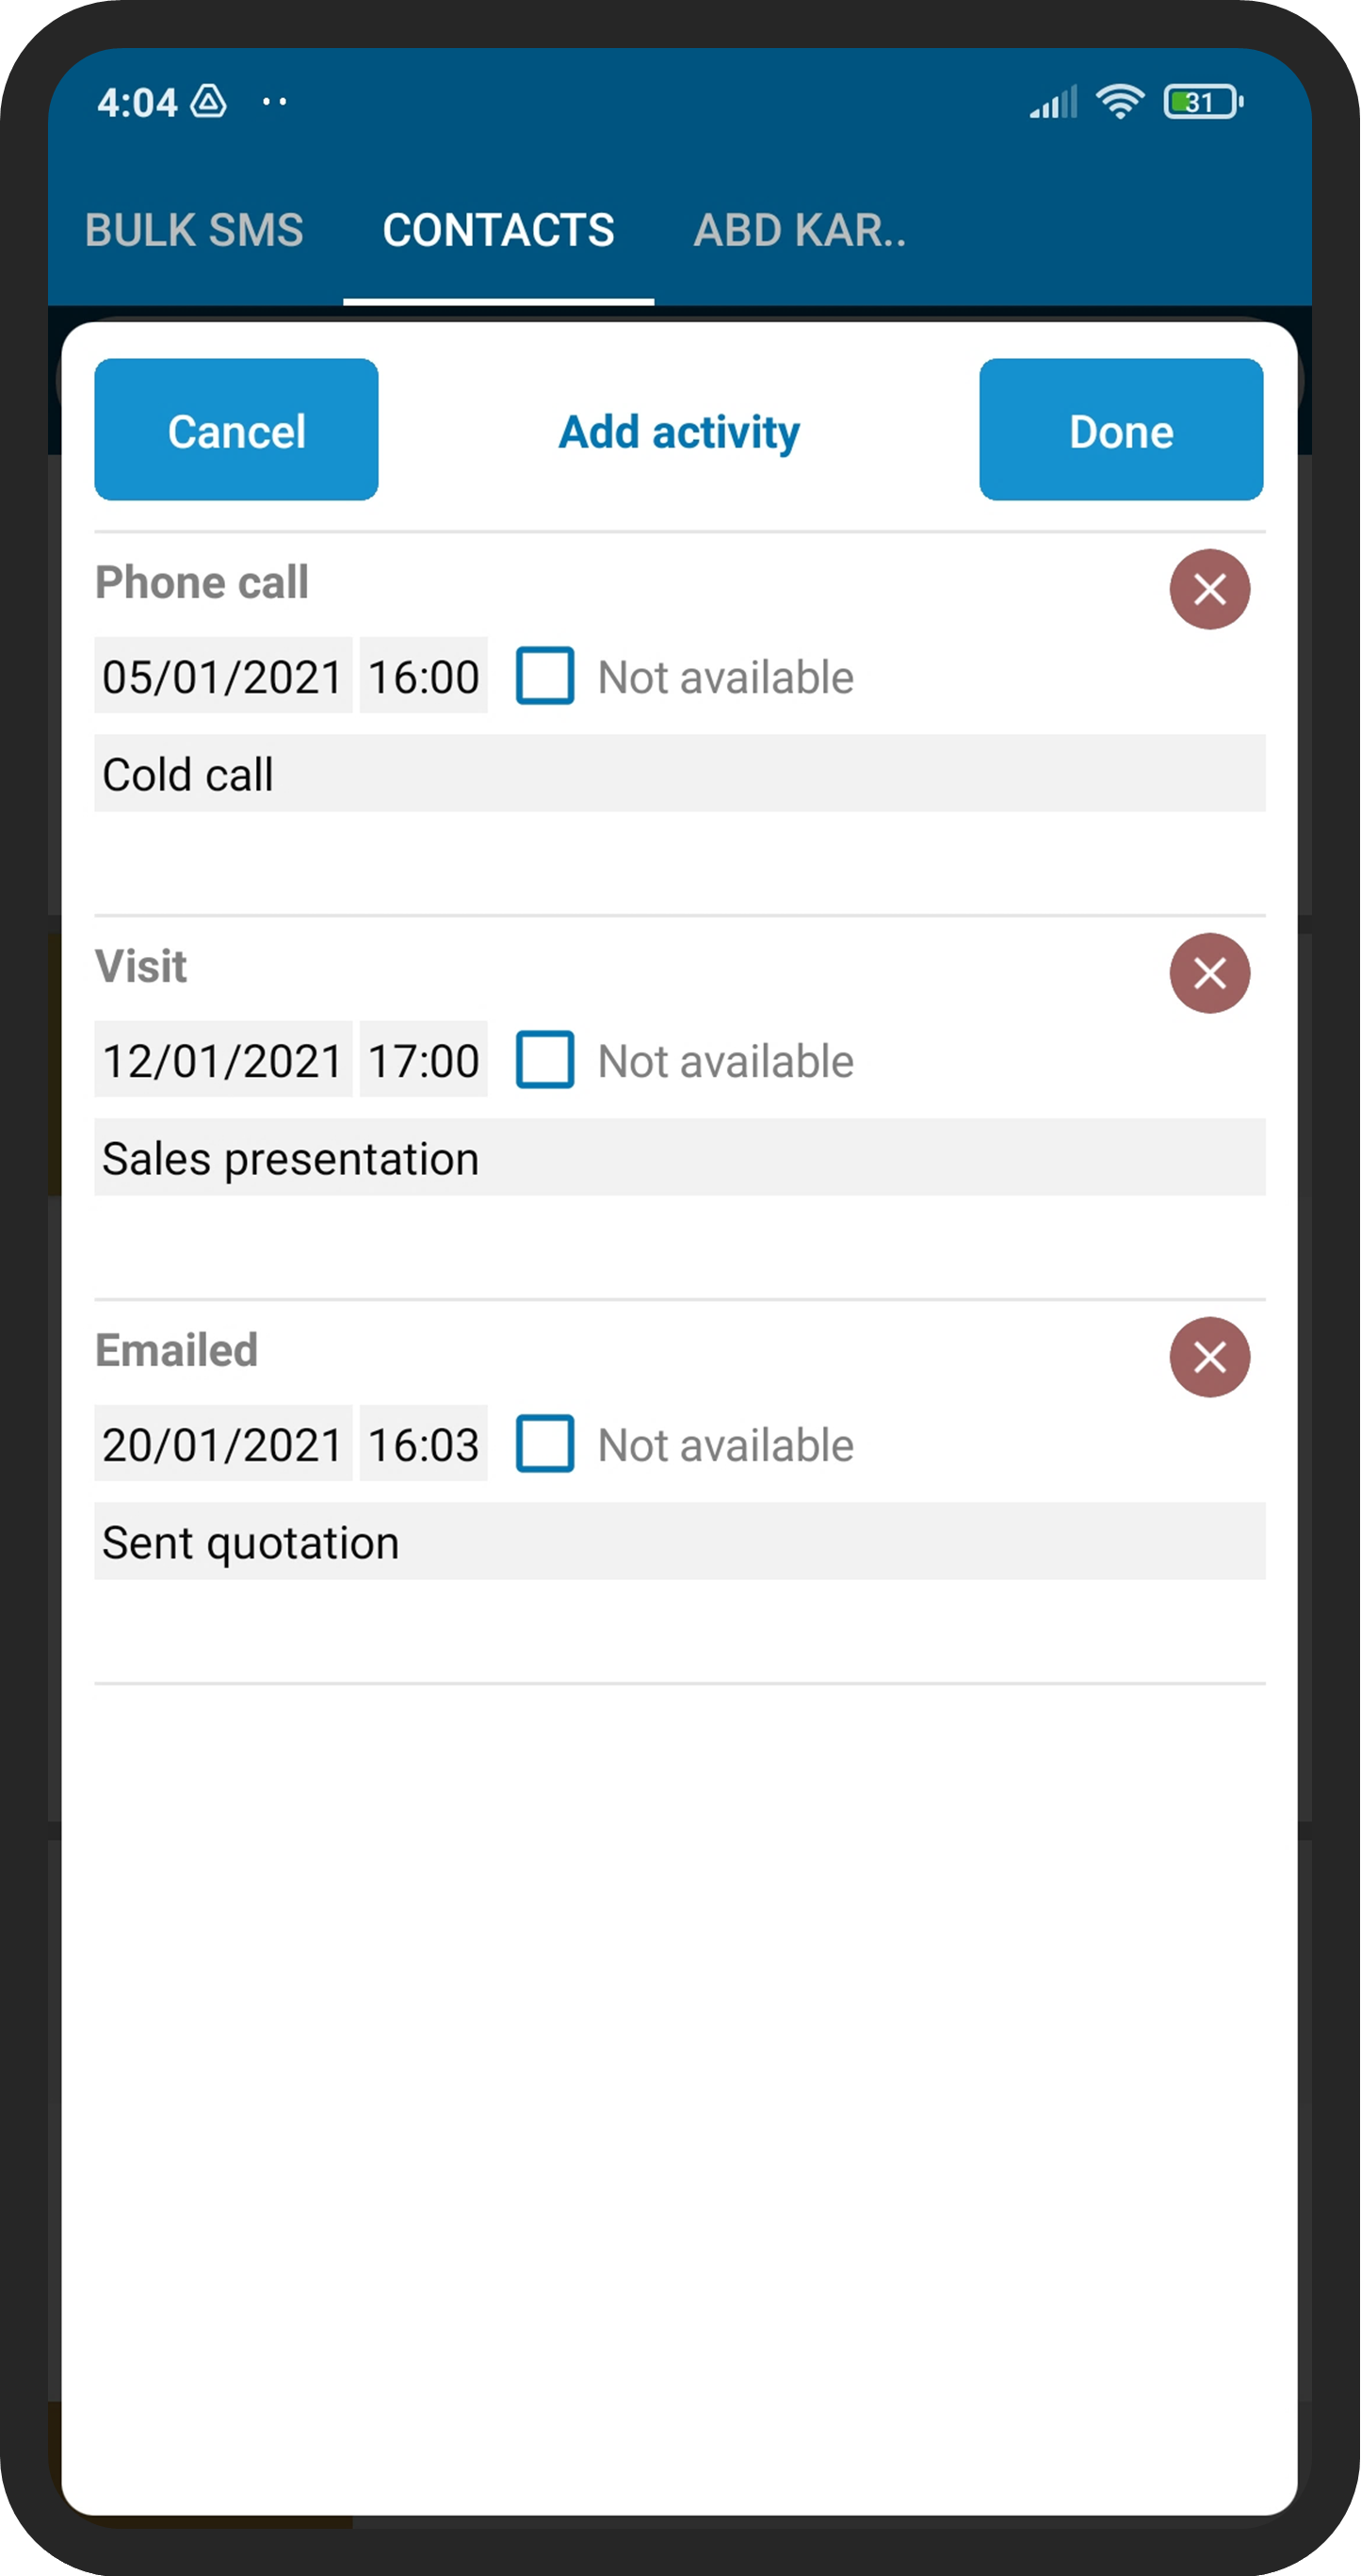 4:04
31
BULK SMS CONTACTS ABD KAR..
Cancel Add activity Done
Phone call
05/01/2021 16:00 Not available
Cold call
Visit
12/01/2021 17:00 Not available
Sales presentation
Emailed
20/01/2021 16:03 Not available
Sent quotation